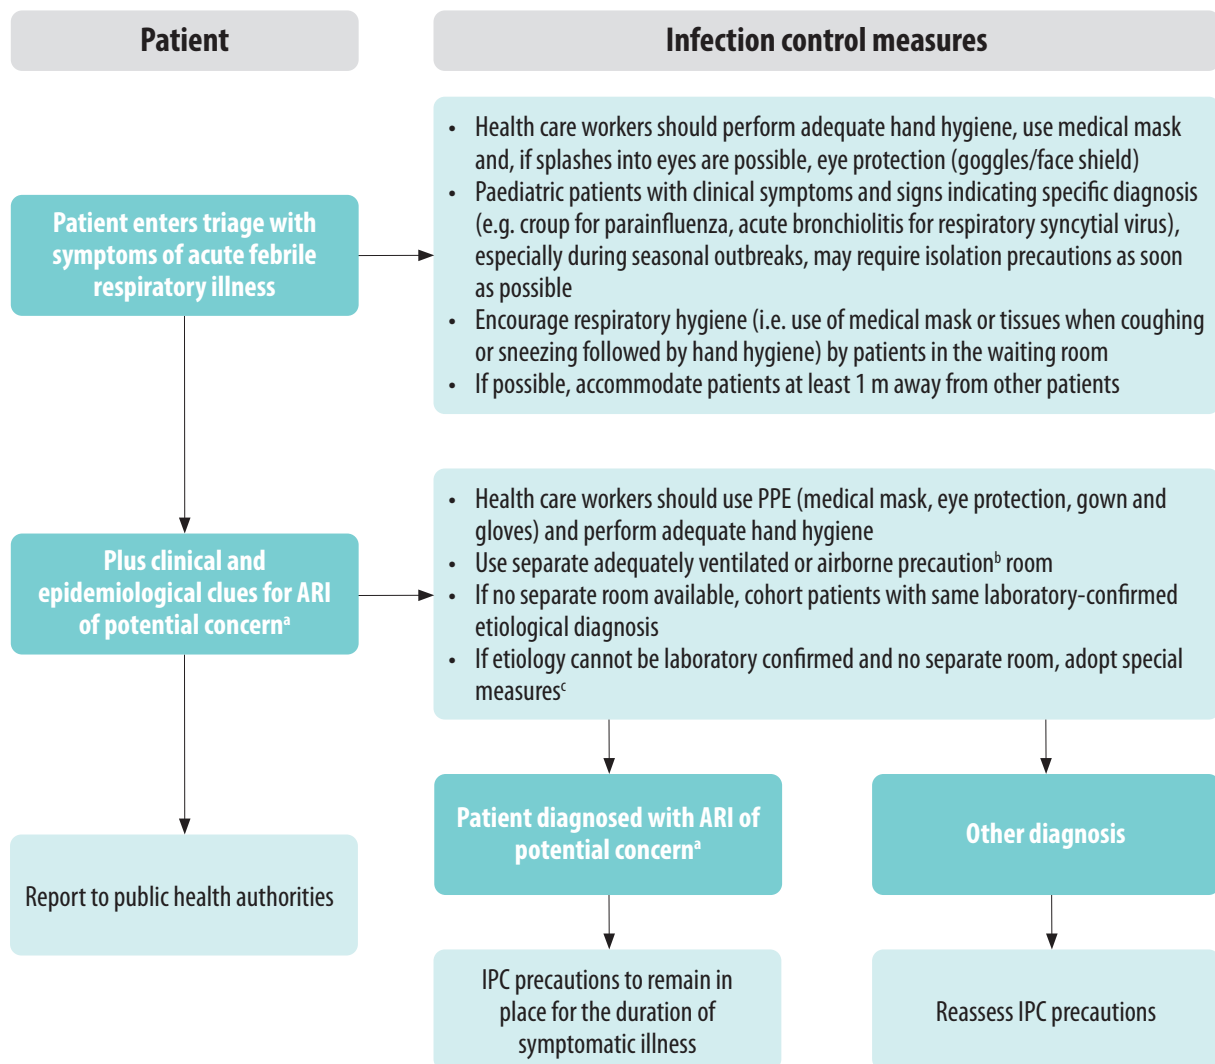 Patient
Infection control measures
Patient enters triage with
symptoms of acute febrile
respiratory illness
• Health care workers should perform adequate hand hygiene, use medical mask
and, if splashes into eyes are possible, eye protection (goggles/face shield)
• Paediatric patients with clinical symptoms and signs indicating specific diagnosis
(e.g. croup for parainfluenza, acute bronchiolitis for respiratory syncytial virus),
especially during seasonal outbreaks, may require isolation precautions as soon
as possible
• Encourage respiratory hygiene (i.e. use of medical mask or tissues when coughing
or sneezing followed by hand hygiene) by patients in the waiting room
• If possible, accommodate patients at least 1 m away from other patients
Plus clinical and
epidemiological clues for ARI
of potential concernᵃ
• Health care workers should use PPE (medical mask, eye protection, gown and
gloves) and perform adequate hand hygiene
• Use separate adequately ventilated or airborne precautionᵇ room
• If no separate room available, cohort patients with same laboratory-confirmed
etiological diagnosis
• If etiology cannot be laboratory confirmed and no separate room, adopt special
measuresᶜ
Report to public health authorities
Patient diagnosed with ARI of
potential concernᵃ
Other diagnosis
IPC precautions to remain in
place for the duration of
symptomatic illness
Reassess IPC precautions